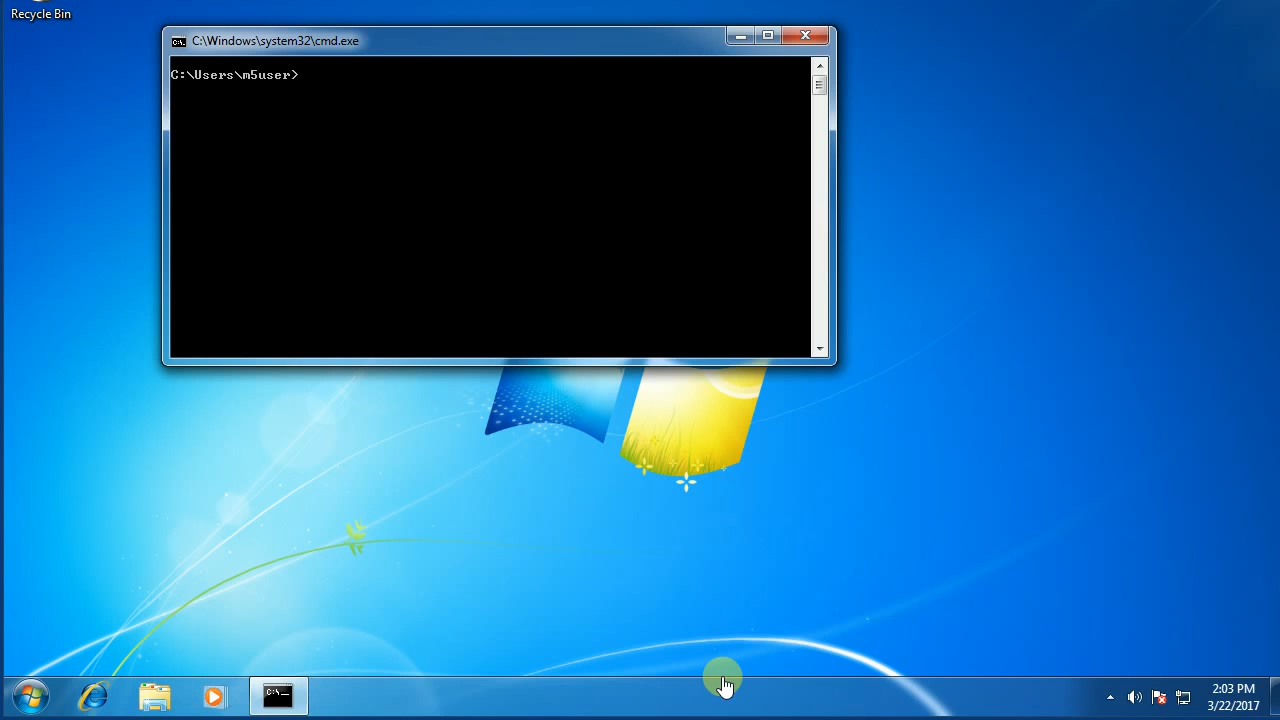 Recycle Bin
C:\Windows\system32\cmd.exe
C:\Users\m5user>
2:03 PM
3/22/2017